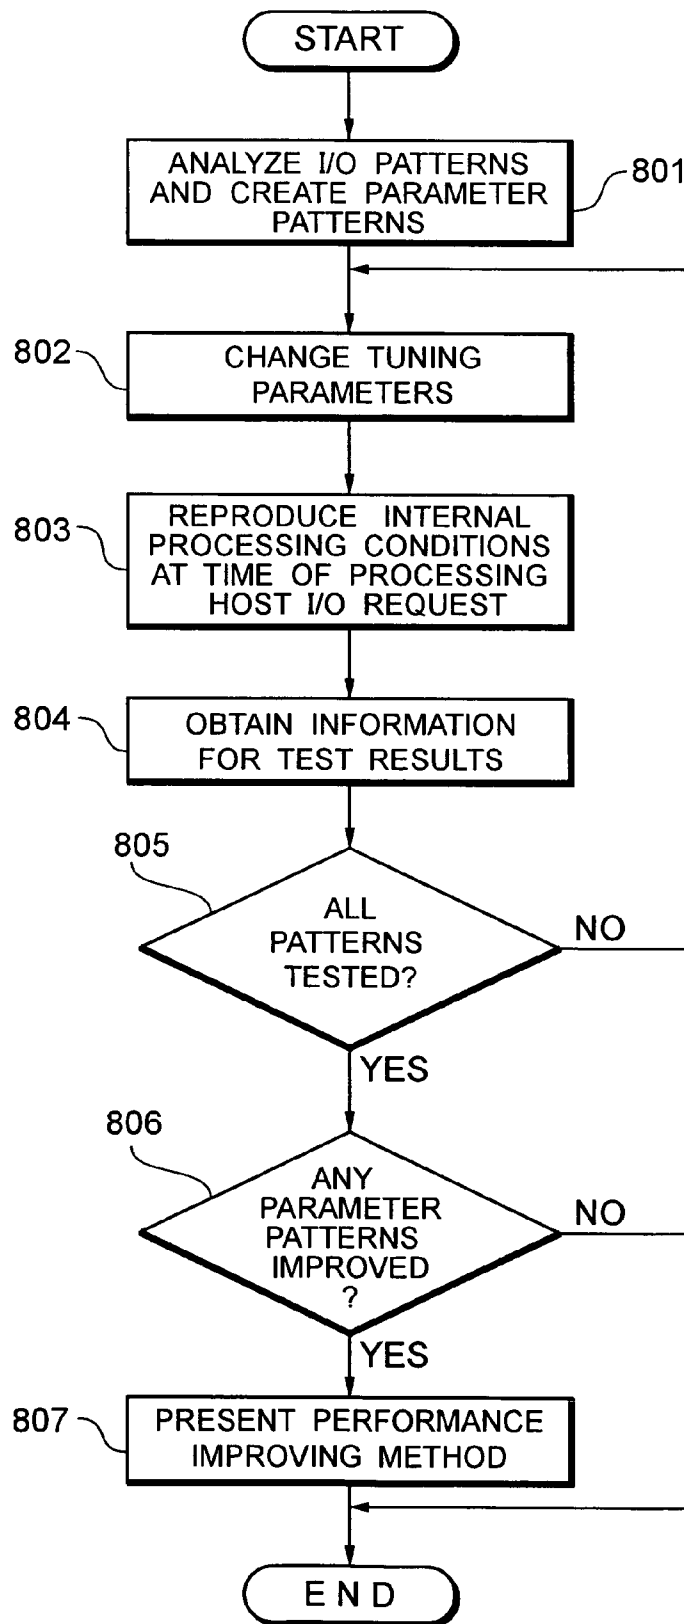 START
ANALYZE I/O PATTERNS
AND CREATE PARAMETER
PATTERNS
801
802
CHANGE TUNING
PARAMETERS
803
REPRODUCE INTERNAL
PROCESSING CONDITIONS
AT TIME OF PROCESSING
HOST I/O REQUEST
804
OBTAIN INFORMATION
FOR TEST RESULTS
805
ALL
PATTERNS
TESTED?
NO
YES
806
ANY
PARAMETER
PATTERNS
IMPROVED
?
NO
YES
807
PRESENT PERFORMANCE
IMPROVING METHOD
END